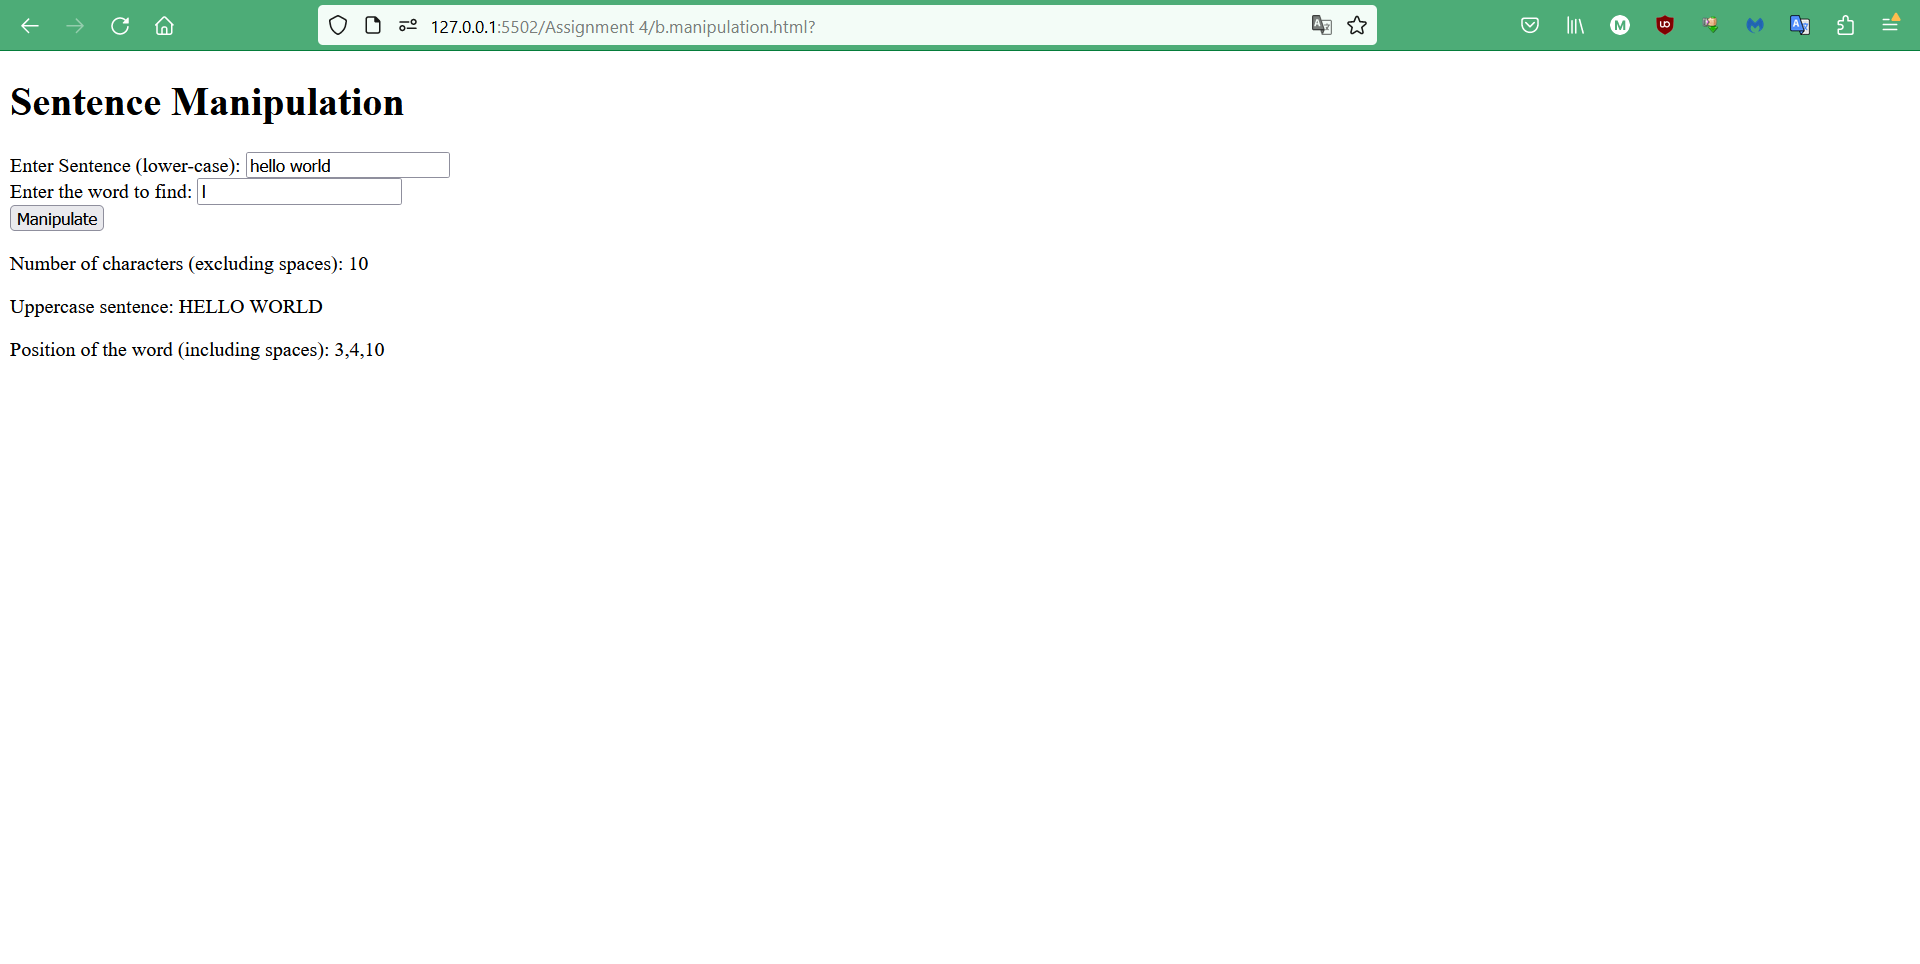 127.0.0.1:5502/Assignment 4/b.manipulation.html?
Sentence Manipulation
Enter Sentence (lower-case): hello world
Enter the word to find: l
Manipulate
Number of characters (excluding spaces): 10
Uppercase sentence: HELLO WORLD
Position of the word (including spaces): 3,4,10